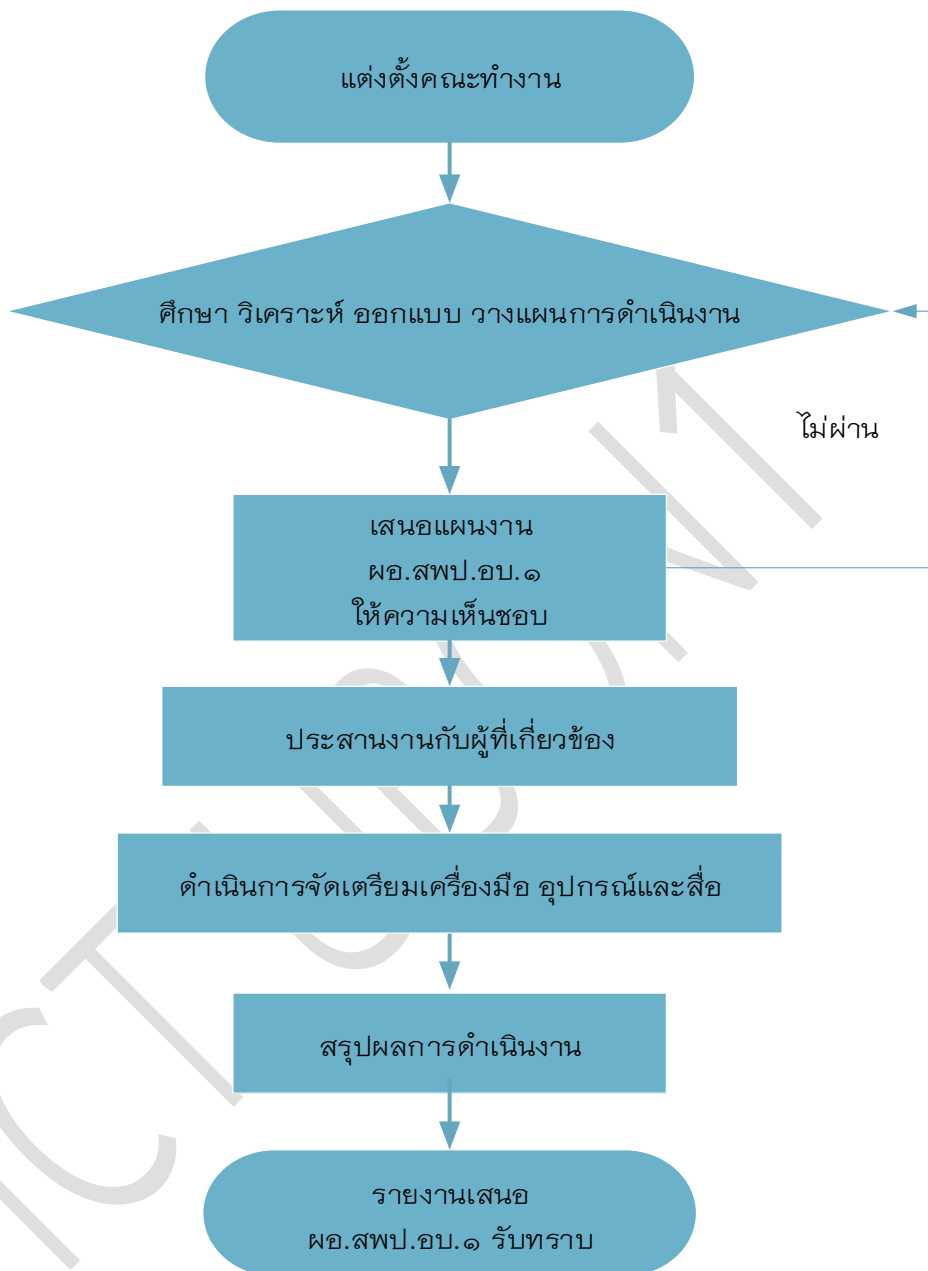 แต่งตั้งคณะทำงาน
ศึกษา วิเคราะห์ ออกแบบ วางแผนการดำเนินงาน
ไม่ผ่าน
เสนอแผนงาน
ผอ.สพป.อบ.๑
ให้ความเห็นชอบ
ประสานงานกับผู้ที่เกี่ยวข้อง
ดำเนินการจัดเตรียมเครื่องมือ อุปกรณ์และสื่อ
สรุปผลการดำเนินงาน
รายงานเสนอ
ผอ.สพป.อบ.๑ รับทราบ
ICT UBON1